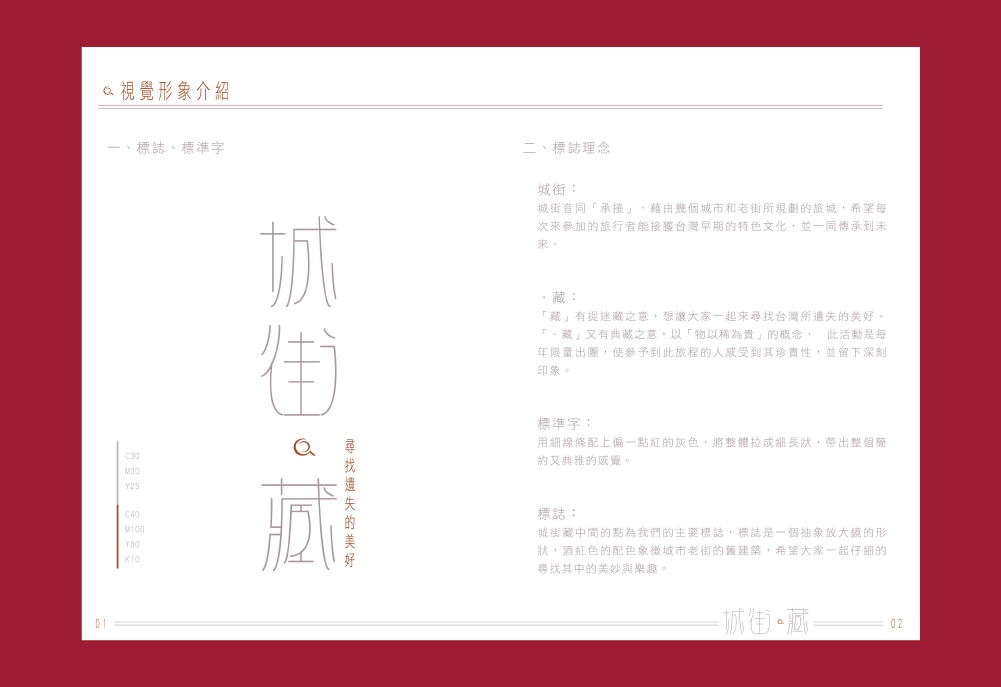 視覺形象介紹
一、標誌、標準字
城街
藏
尋找遺失的美好
C30
M30
Y25
C40
M100
Y80
K10
二、標誌理念
城街：
城街音同「承接」，藉由幾個城市和老街所規劃的旅城，希望每
次來參加的旅行者能接獲台灣早期的特色文化，並一同傳承到未
來。
．藏：
「藏」有捉迷藏之意，想讓大家一起來尋找台灣所遺失的美好。
「．藏」又有典藏之意，以「物以稀為貴」的概念，　此活動是每
年限量出團，使參予到此旅程的人感受到其珍貴性，並留下深刻
印象。
標準字：
用細線條配上偏一點紅的灰色，將整體拉成細長狀，帶出整個簡
約又典雅的感覺。
標誌：
城街藏中間的點為我們的主要標誌，標誌是一個抽象放大鏡的形
狀，酒紅色的配色象徵城市老街的舊建築，希望大家一起仔細的
尋找其中的美妙與樂趣。
01
城街 藏
02